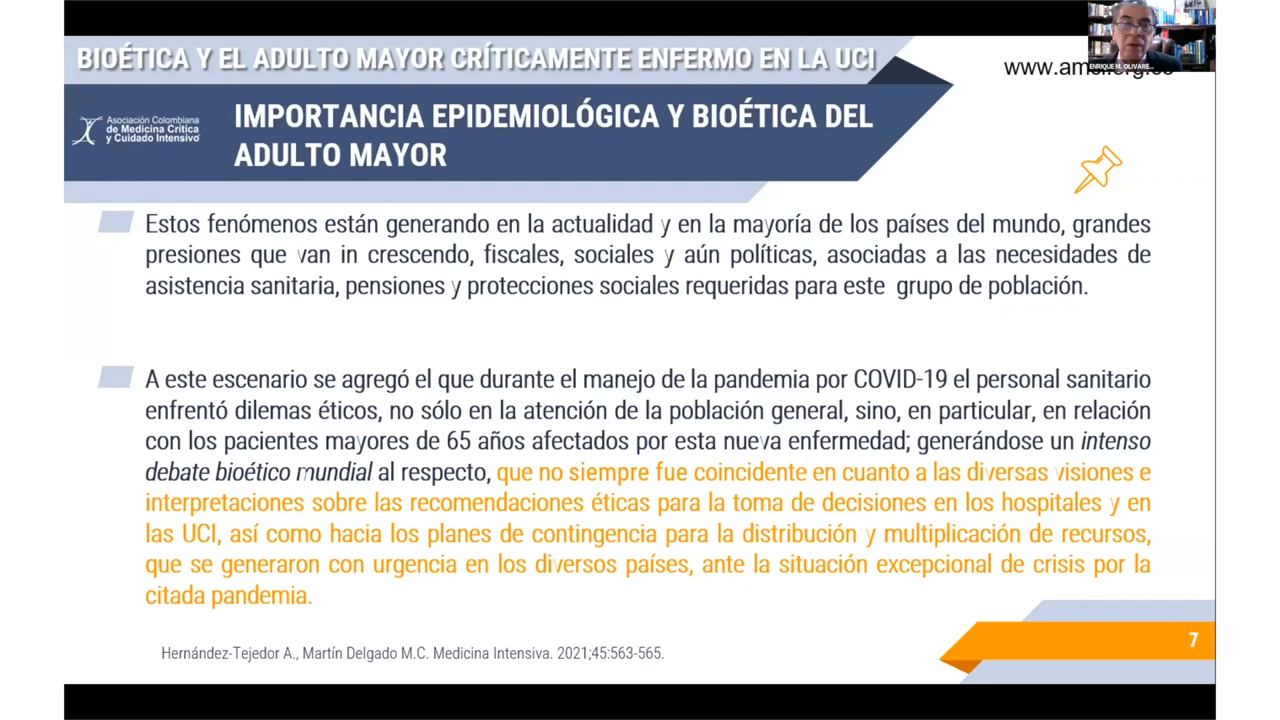 BIOÉTICA Y EL ADULTO MAYOR CRÍTICAMENTE ENFERMO EN LA UCI
ENRIQUE M. OLIVARE...
Asociación Colombiana
de Medicina Crítica
y Cuidado Intensivo
IMPORTANCIA EPIDEMIOLÓGICA Y BIOÉTICA DEL
ADULTO MAYOR
Estos fenómenos están generando en la actualidad y en la mayoría de los países del mundo, grandes
presiones que van in crescendo, fiscales, sociales y aún políticas, asociadas a las necesidades de
asistencia sanitaria, pensiones y protecciones sociales requeridas para este grupo de población.
A este escenario se agregó el que durante el manejo de la pandemia por COVID-19 el personal sanitario
enfrentó dilemas éticos, no sólo en la atención de la población general, sino, en particular, en relación
con los pacientes mayores de 65 años afectados por esta nueva enfermedad; generándose un intenso
debate bioético mundial al respecto, que no siempre fue coincidente en cuanto a las diversas visiones e
interpretaciones sobre las recomendaciones éticas para la toma de decisiones en los hospitales y en
las UCI, así como hacia los planes de contingencia para la distribución y multiplicación de recursos,
que se generaron con urgencia en los diversos países, ante la situación excepcional de crisis por la
citada pandemia.
7
Hernández-Tejedor A., Martín Delgado M.C. Medicina Intensiva. 2021;45:563-565.